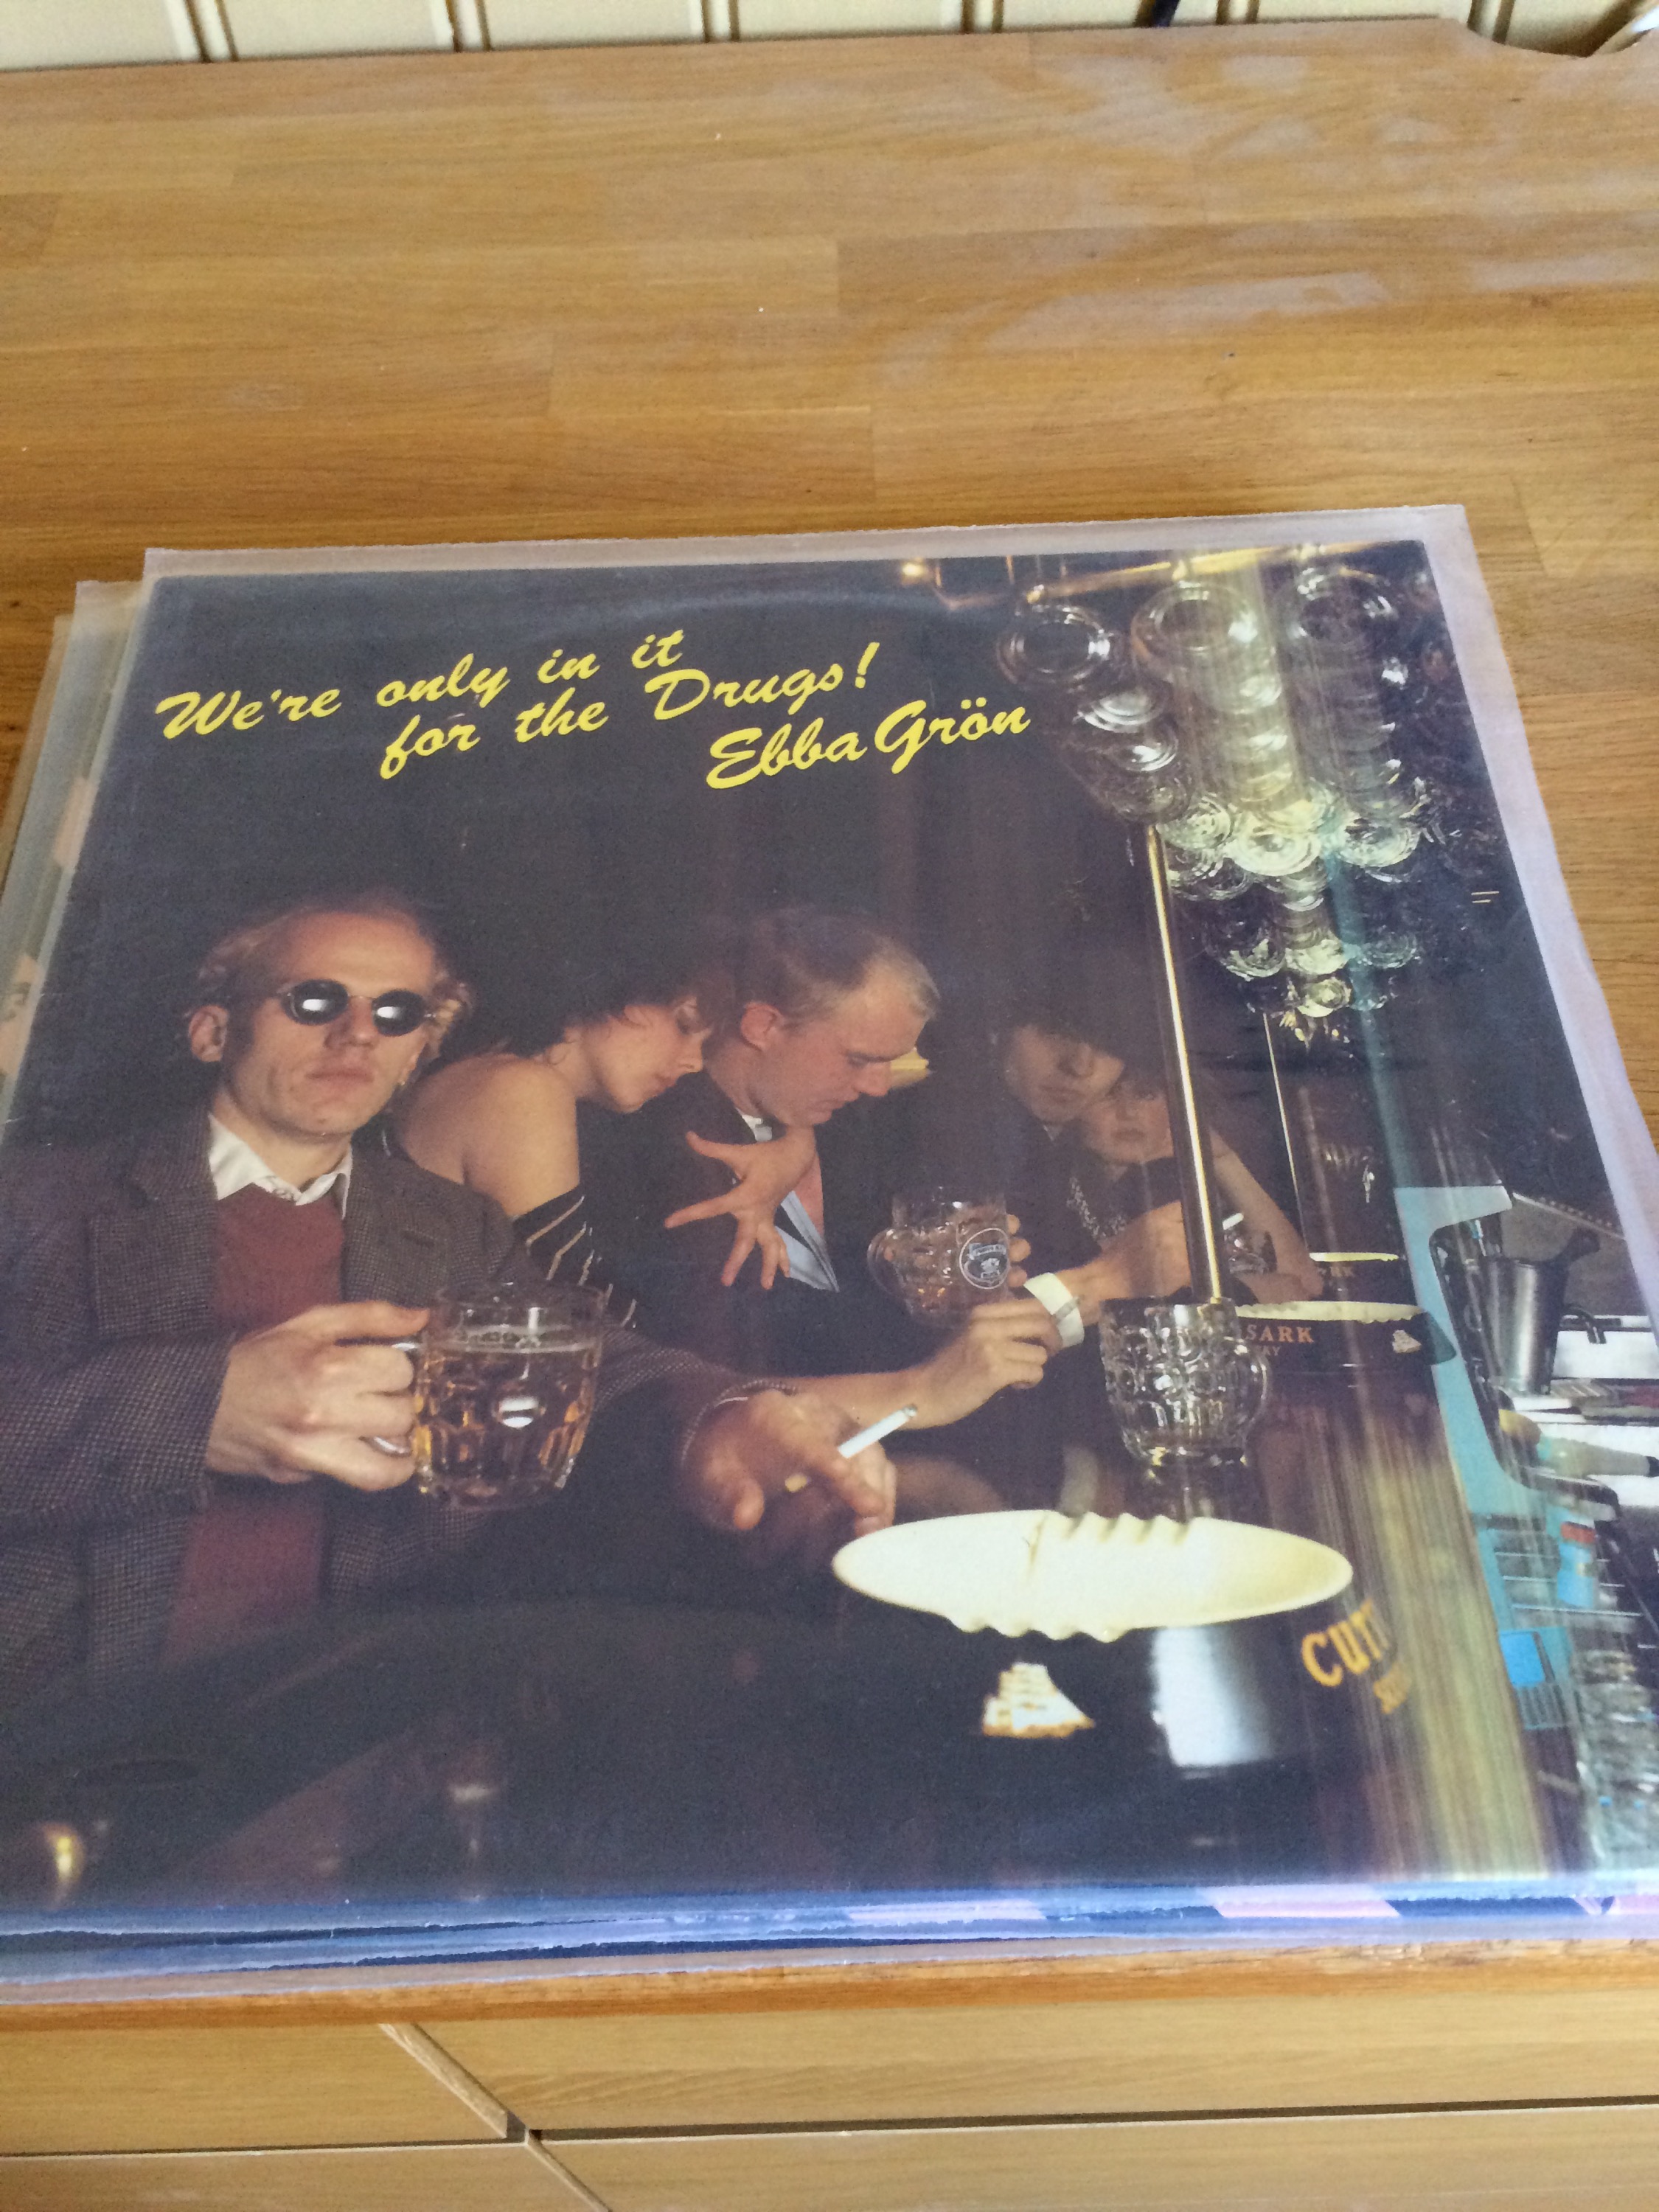 We're only in it
for the Drugs!
Ebba Grön
SARK
CUTT